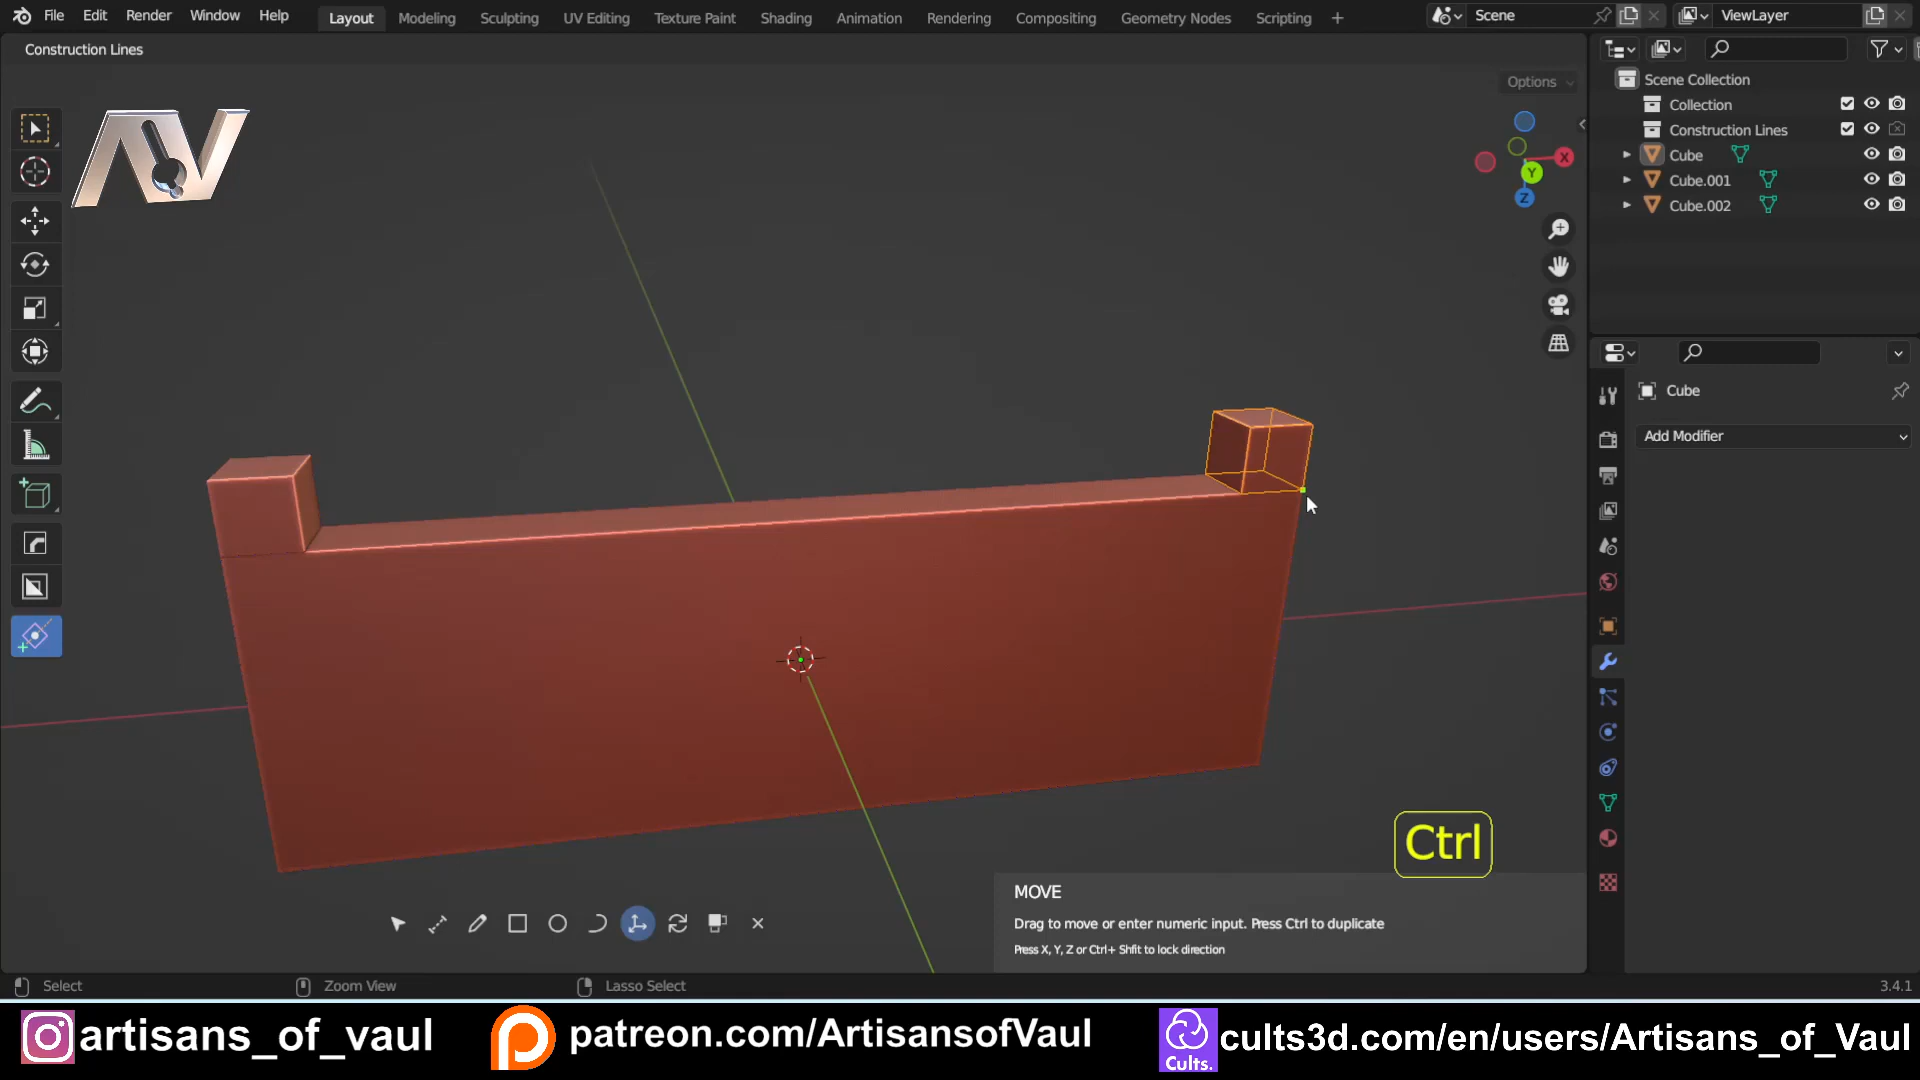 File Edit Render Window Help Layout Modeling Sculpting UV Editing Texture Paint Shading Animation Rendering Compositing Geometry Nodes Scripting + Scene ViewLayer
Construction Lines
Options
Scene Collection
Collection
Construction Lines
Cube
Cube.001
Cube.002
X
Y
Z
Cube
Add Modifier
Ctrl
MOVE
Drag to move or enter numeric input. Press Ctrl to duplicate
Press X, Y, Z or Ctrl+ Shfit to lock direction
Select Zoom View Lasso Select 3.4.1
artisans_of_vaul patreon.com/ArtisansofVaul Cults. cults3d.com/en/users/Artisans_of_Vaul